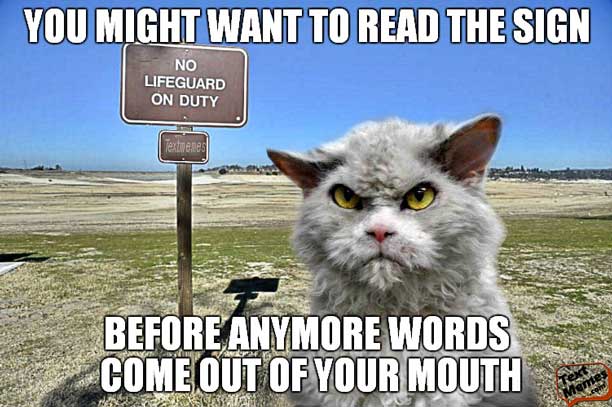 YOU MIGHT WANT TO READ THE SIGN
NO
LIFEGUARD
ON DUTY
Textmemes
BEFORE ANYMORE WORDS
COME OUT OF YOUR MOUTH
Text
Memes